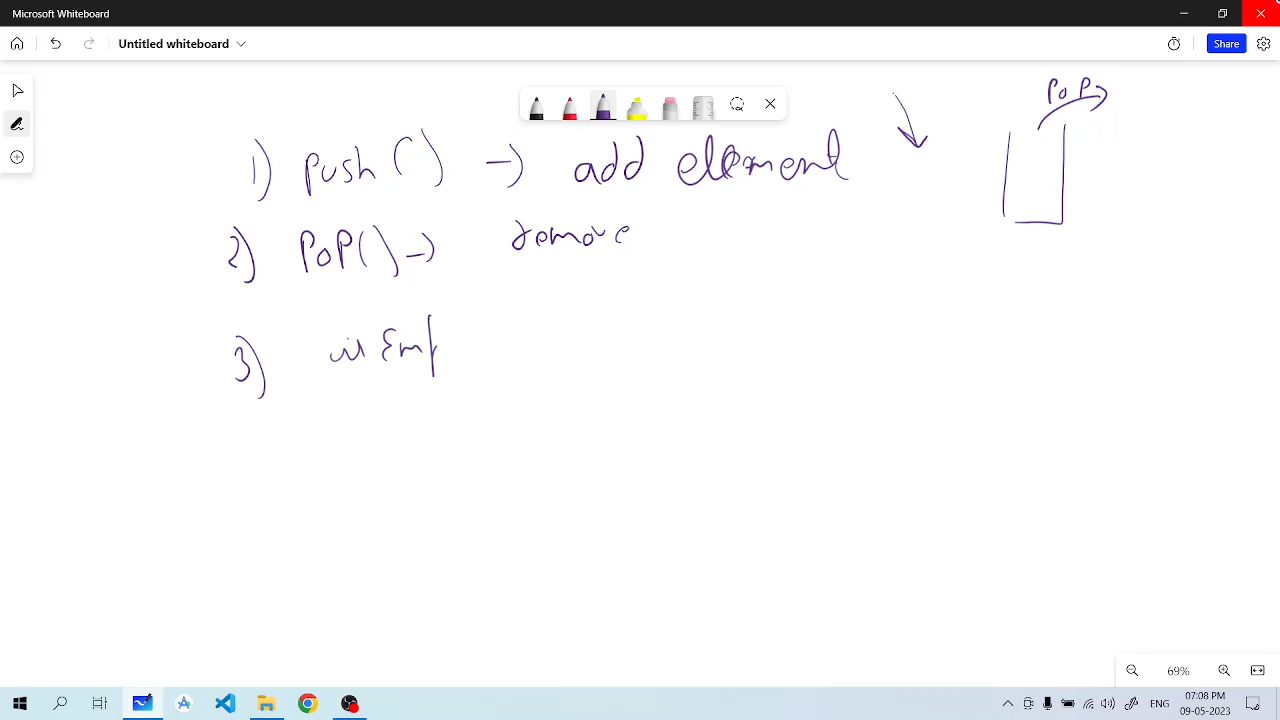 Microsoft Whiteboard
Untitled whiteboard
Share
PoP
1) push() → add element
2) PoP() → remove
3) isEmp
69%
ENG
07:08 PM
09-05-2023